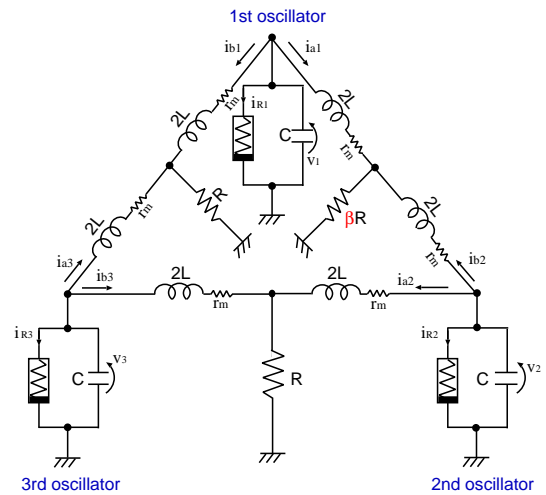 1st oscillator
ib1
ia1
2L
rm
iR1
C
v1
2L
rm
2L
rm
R
βR
2L
rm
ia3
ib3
ib2
2L
rm
2L
rm
ia2
iR3
C
v3
R
iR2
C
v2
3rd oscillator
2nd oscillator